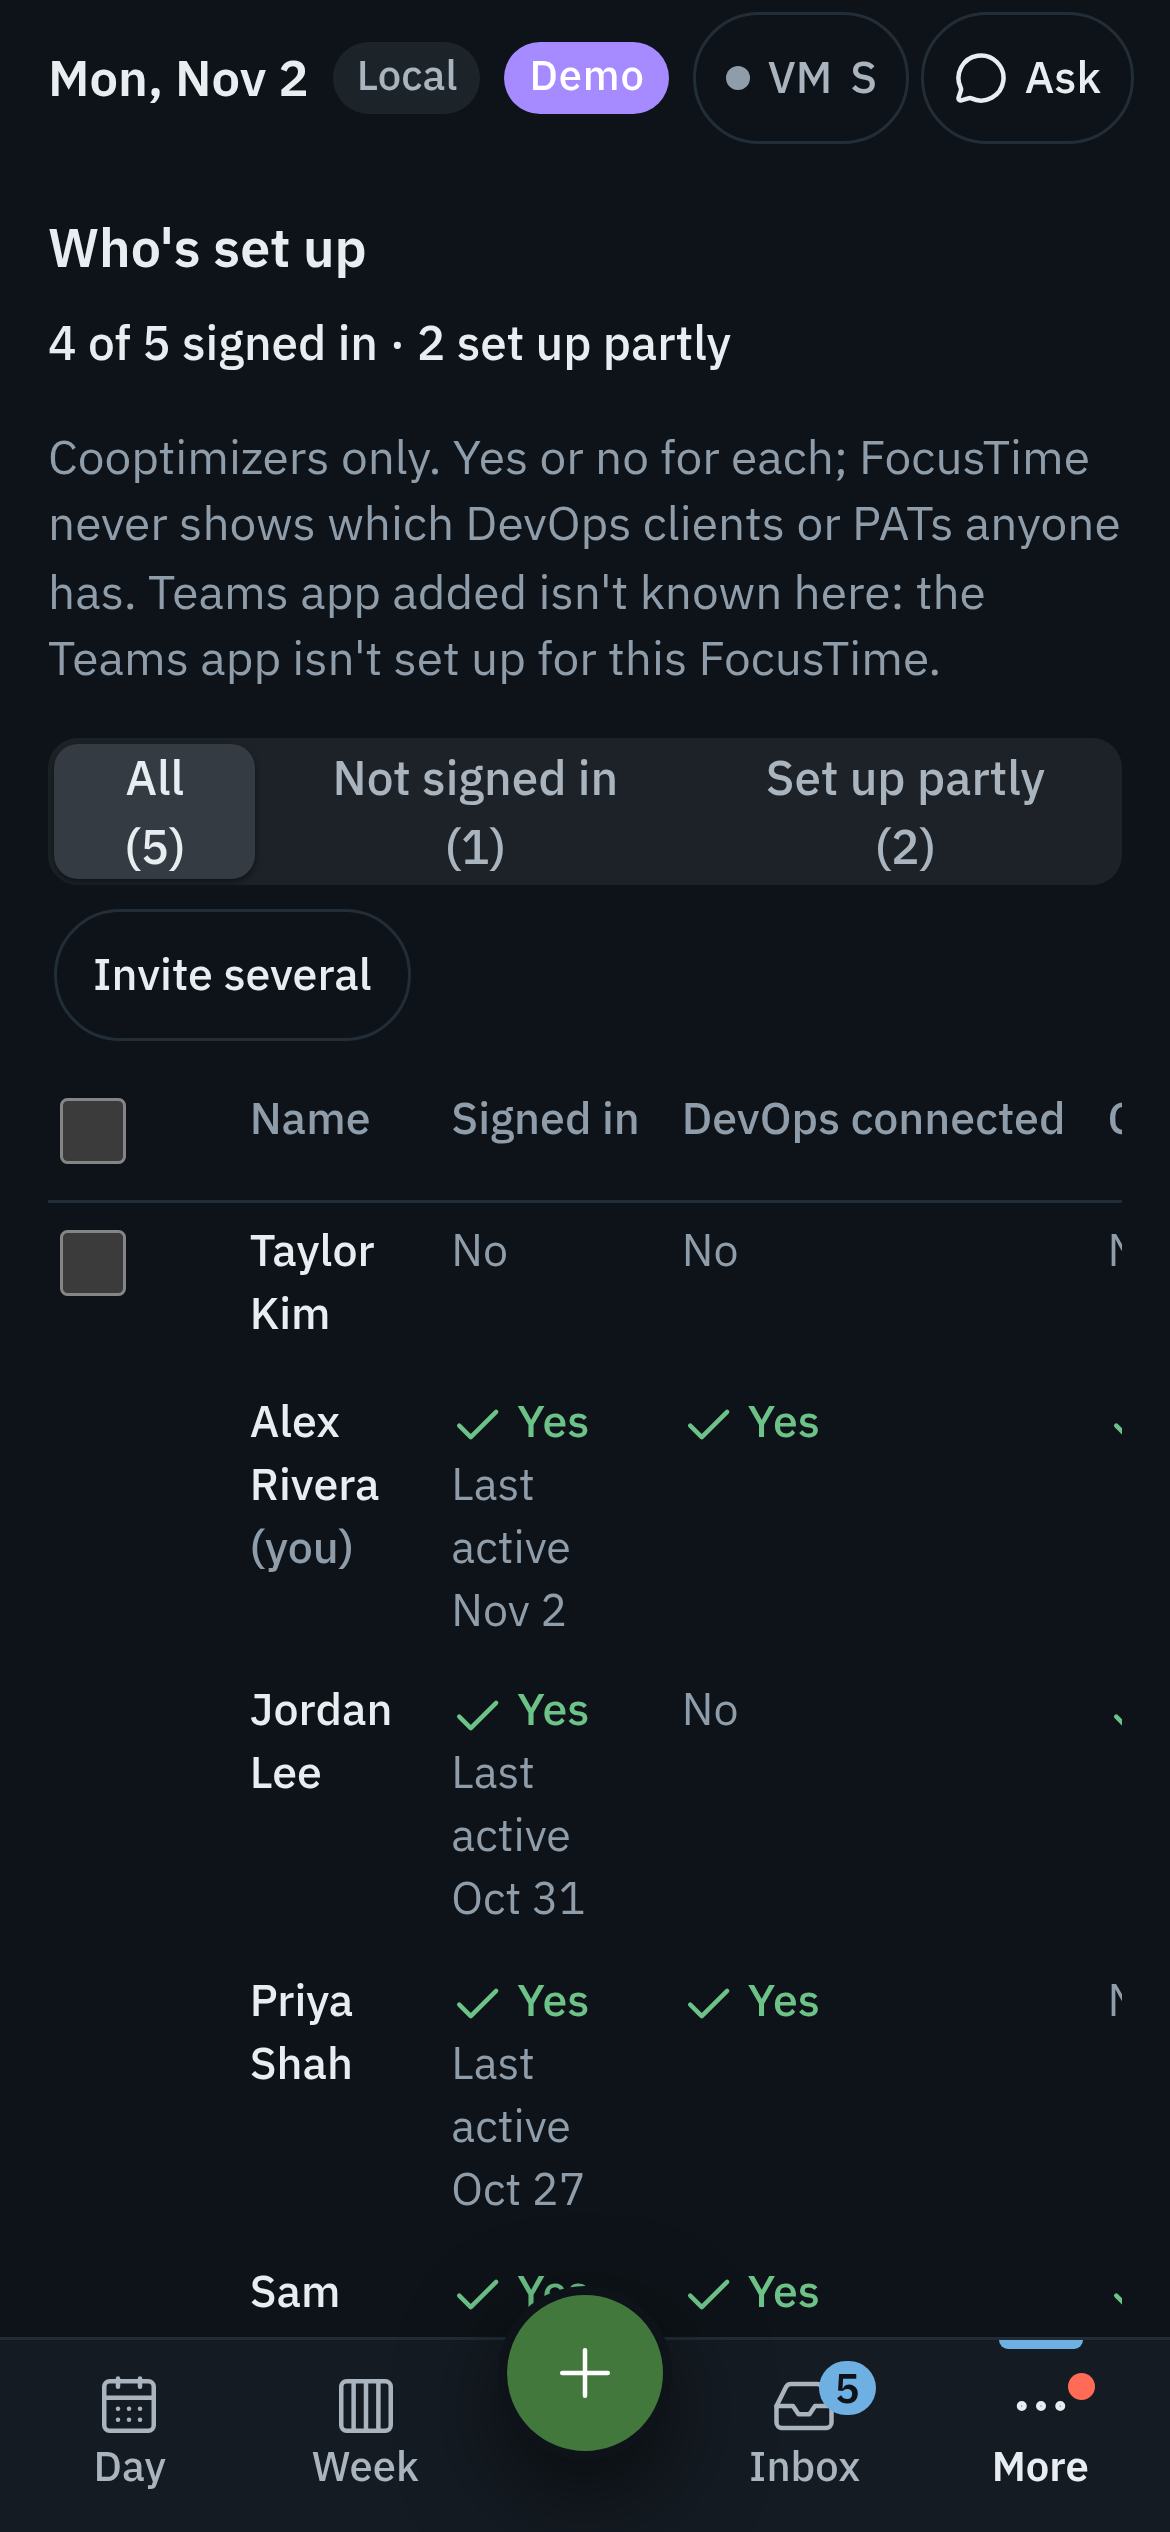 Mon, Nov 2 Local Demo VM S Ask
Who's set up
4 of 5 signed in · 2 set up partly
Cooptimizers only. Yes or no for each; FocusTime
never shows which DevOps clients or PATs anyone
has. Teams app added isn't known here: the
Teams app isn't set up for this FocusTime.
All (5) Not signed in (1) Set up partly (2)
Invite several
Name Signed in DevOps connected
Taylor Kim No No
Alex Rivera (you) Yes Last active Nov 2 Yes
Jordan Lee Yes Last active Oct 31 No
Priya Shah Yes Last active Oct 27 Yes
Sam Yes Yes
Day Week Inbox 5 More